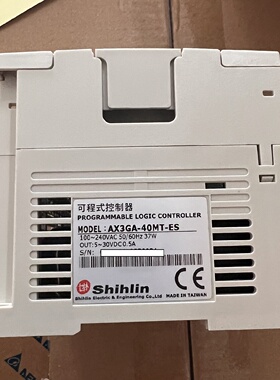 可程式控制器
PROGRAMMABLE LOGIC CONTROLLER
MODEL: AX3GA-40MT-ES
100~240VAC 50/60Hz 37W
OUT:5~30VDC 0.5A
S/N:
Shihlin
Shihlin Electric & Engineering Co.,Ltd
CE
MADE IN TAIWAN